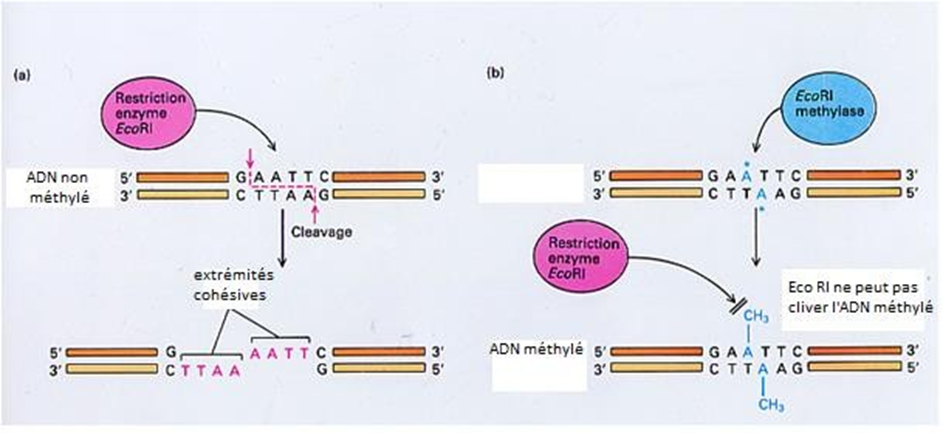 (a)
Restriction
enzyme
EcoRI
ADN non
méthylé
5′ G A A T T C 3′
3′ C T T A A G 5′
Cleavage
extrémités
cohésives
5′ G A A T T C 3′
3′ C T T A A G 5′
(b)
EcoRI
methylase
5′ G A A T T C 3′
3′ C T T A A G 5′
Restriction
enzyme
EcoRI
Eco RI ne peut pas
cliver l'ADN méthylé
CH3
ADN méthylé
5′ G A A T T C 3′
3′ C T T A A G 5′
CH3